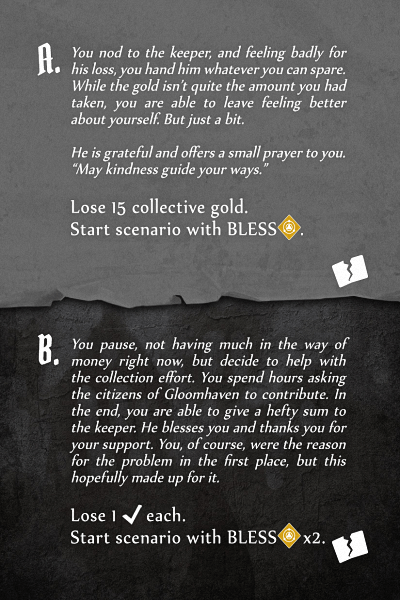 A.
You nod to the keeper, and feeling badly for
his loss, you hand him whatever you can spare.
While the gold isn't quite the amount you had
taken, you are able to leave feeling better
about yourself. But just a bit.
He is grateful and offers a small prayer to you.
“May kindness guide your ways.”
Lose 15 collective gold.
Start scenario with BLESS.
B.
You pause, not having much in the way of
money right now, but decide to help with
the collection effort. You spend hours asking
the citizens of Gloomhaven to contribute. In
the end, you are able to give a hefty sum to
the keeper. He blesses you and thanks you for
your support. You, of course, were the reason
for the problem in the first place, but this
hopefully made up for it.
Lose 1 ✓ each.
Start scenario with BLESS x2.